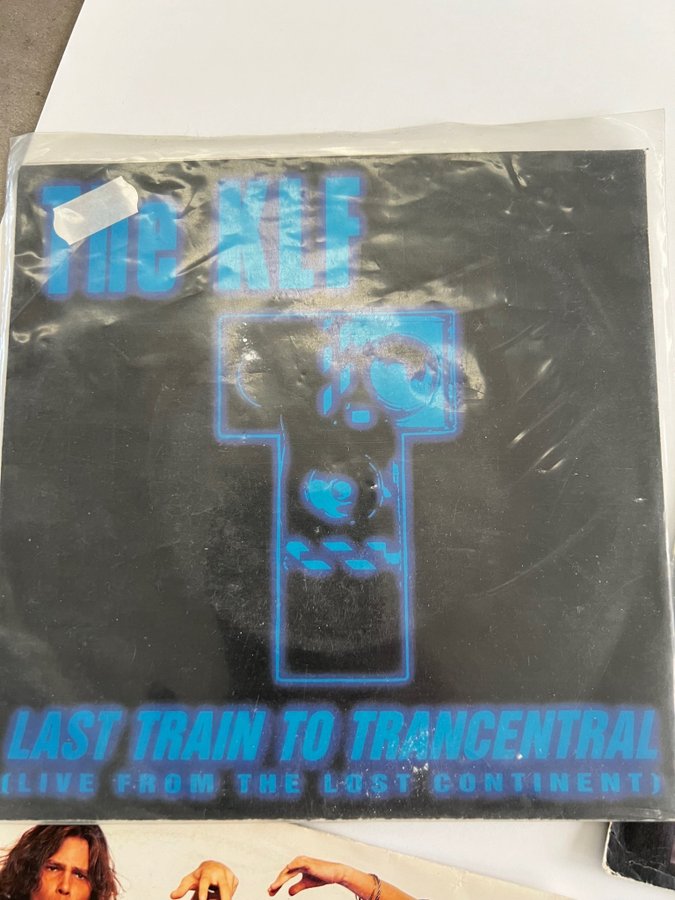 The KLF
LAST TRAIN TO TRANCENTRAL
(LIVE FROM THE LOST CONTINENT)